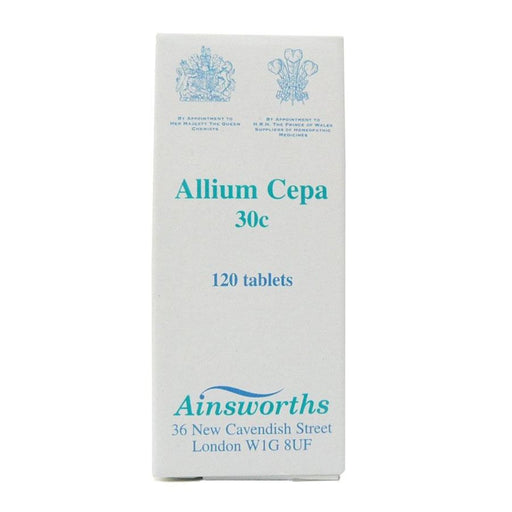 By Appointment to
Her Majesty The Queen
Chemists
By Appointment to
H.R.H. The Prince of Wales
Suppliers of Homeopathic
Medicines
Allium Cepa
30c
120 tablets
Ainsworths
36 New Cavendish Street
London W1G 8UF